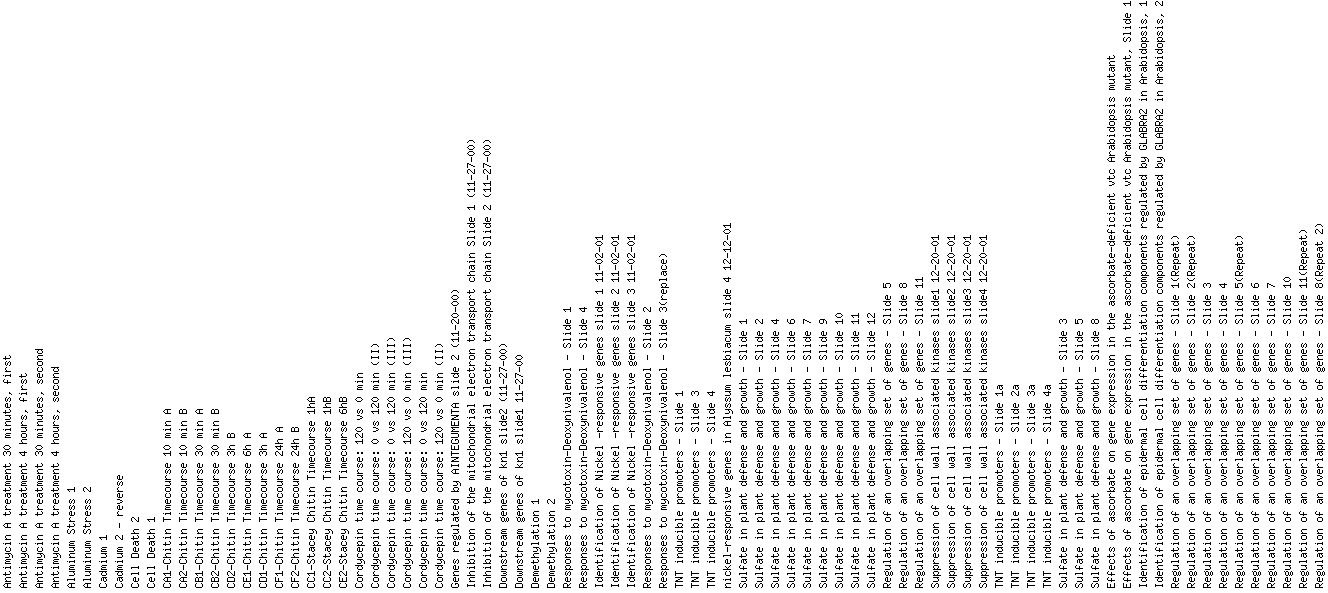 Antimycin A treatment 30 minutes, first
Antimycin A treatment 4 hours, first
Antimycin A treatment 30 minutes, second
Antimycin A treatment 4 hours, second
Aluminum Stress 1
Aluminum Stress 2
Cadmium 1
Cadmium 2 - reverse
Cell Death 2
Cell Death 1
CA1-Chitin Timecourse 10 min A
CA2-Chitin Timecourse 10 min B
CB1-Chitin Timecourse 30 min A
CB2-Chitin Timecourse 30 min B
CD2-Chitin Timecourse 3h B
CE1-Chitin Timecourse 6h A
CD1-Chitin Timecourse 3h A
CF1-Chitin Timecourse 24h A
CF2-Chitin Timecourse 24h B
CC1-Stacey Chitin Timecourse 1hA
CC2-Stacey Chitin Timecourse 1hB
CE2-Stacey Chitin Timecourse 6hB
Cordycepin time course: 120 vs 0 min
Cordycepin time course: 0 vs 120 min (II)
Cordycepin time course: 0 vs 120 min (III)
Cordycepin time course: 120 vs 0 min (III)
Cordycepin time course: 0 vs 120 min
Cordycepin time course: 120 vs 0 min (II)
Genes regulated by AINTEGUMENTA slide 2 (11-20-00)
Inhibition of the mitochondrial electron transport chain Slide 1 (11-27-00)
Inhibition of the mitochondrial electron transport chain Slide 2 (11-27-00)
Downstream genes of kn1 slide2 (11-27-00)
Downstream genes of kn1 slide1 11-27-00
Demethylation 1
Demethylation 2
Responses to mycotoxin-Deoxynivalenol - Slide 1
Responses to mycotoxin-Deoxynivalenol - Slide 4
Identification of Nickel -responsive genes slide 1 11-02-01
Identification of Nickel -responsive genes slide 2 11-02-01
Identification of Nickel -responsive genes slide 3 11-02-01
Responses to mycotoxin-Deoxynivalenol - Slide 2
Responses to mycotoxin-Deoxynivalenol - Slide 3(replace)
TNT inducible promoters - Slide 1
TNT inducible promoters - Slide 3
TNT inducible promoters - Slide 4
nickel-responsive genes in Alyssum lesbiacum slide 4 12-12-01
Sulfate in plant defense and growth - Slide 1
Sulfate in plant defense and growth - Slide 2
Sulfate in plant defense and growth - Slide 4
Sulfate in plant defense and growth - Slide 6
Sulfate in plant defense and growth - Slide 7
Sulfate in plant defense and growth - Slide 9
Sulfate in plant defense and growth - Slide 10
Sulfate in plant defense and growth - Slide 11
Sulfate in plant defense and growth - Slide 12
Regulation of an overlapping set of genes - Slide 5
Regulation of an overlapping set of genes - Slide 8
Regulation of an overlapping set of genes - Slide 11
Suppression of cell wall associated kinases slide1 12-20-01
Suppression of cell wall associated kinases slide2 12-20-01
Suppression of cell wall associated kinases slide3 12-20-01
Suppression of cell wall associated kinases slide4 12-20-01
TNT inducible promoters - Slide 1a
TNT inducible promoters - Slide 2a
TNT inducible promoters - Slide 3a
TNT inducible promoters - Slide 4a
Sulfate in plant defense and growth - Slide 3
Sulfate in plant defense and growth - Slide 5
Sulfate in plant defense and growth - Slide 8
Effects of ascorbate on gene expression in the ascorbate-deficient vtc Arabidopsis mutant
Effects of ascorbate on gene expression in the ascorbate-deficient vtc Arabidopsis mutant, Slide 1
Identification of epidermal cell differentiation components regulated by GLABRA2 in Arabidopsis, 1
Identification of epidermal cell differentiation components regulated by GLABRA2 in Arabidopsis, 2
Regulation of an overlapping set of genes - Slide 1(Repeat)
Regulation of an overlapping set of genes - Slide 2(Repeat)
Regulation of an overlapping set of genes - Slide 3
Regulation of an overlapping set of genes - Slide 4
Regulation of an overlapping set of genes - Slide 5(Repeat)
Regulation of an overlapping set of genes - Slide 6
Regulation of an overlapping set of genes - Slide 7
Regulation of an overlapping set of genes - Slide 10
Regulation of an overlapping set of genes - Slide 11(Repeat)
Regulation of an overlapping set of genes - Slide 8(Repeat 2)